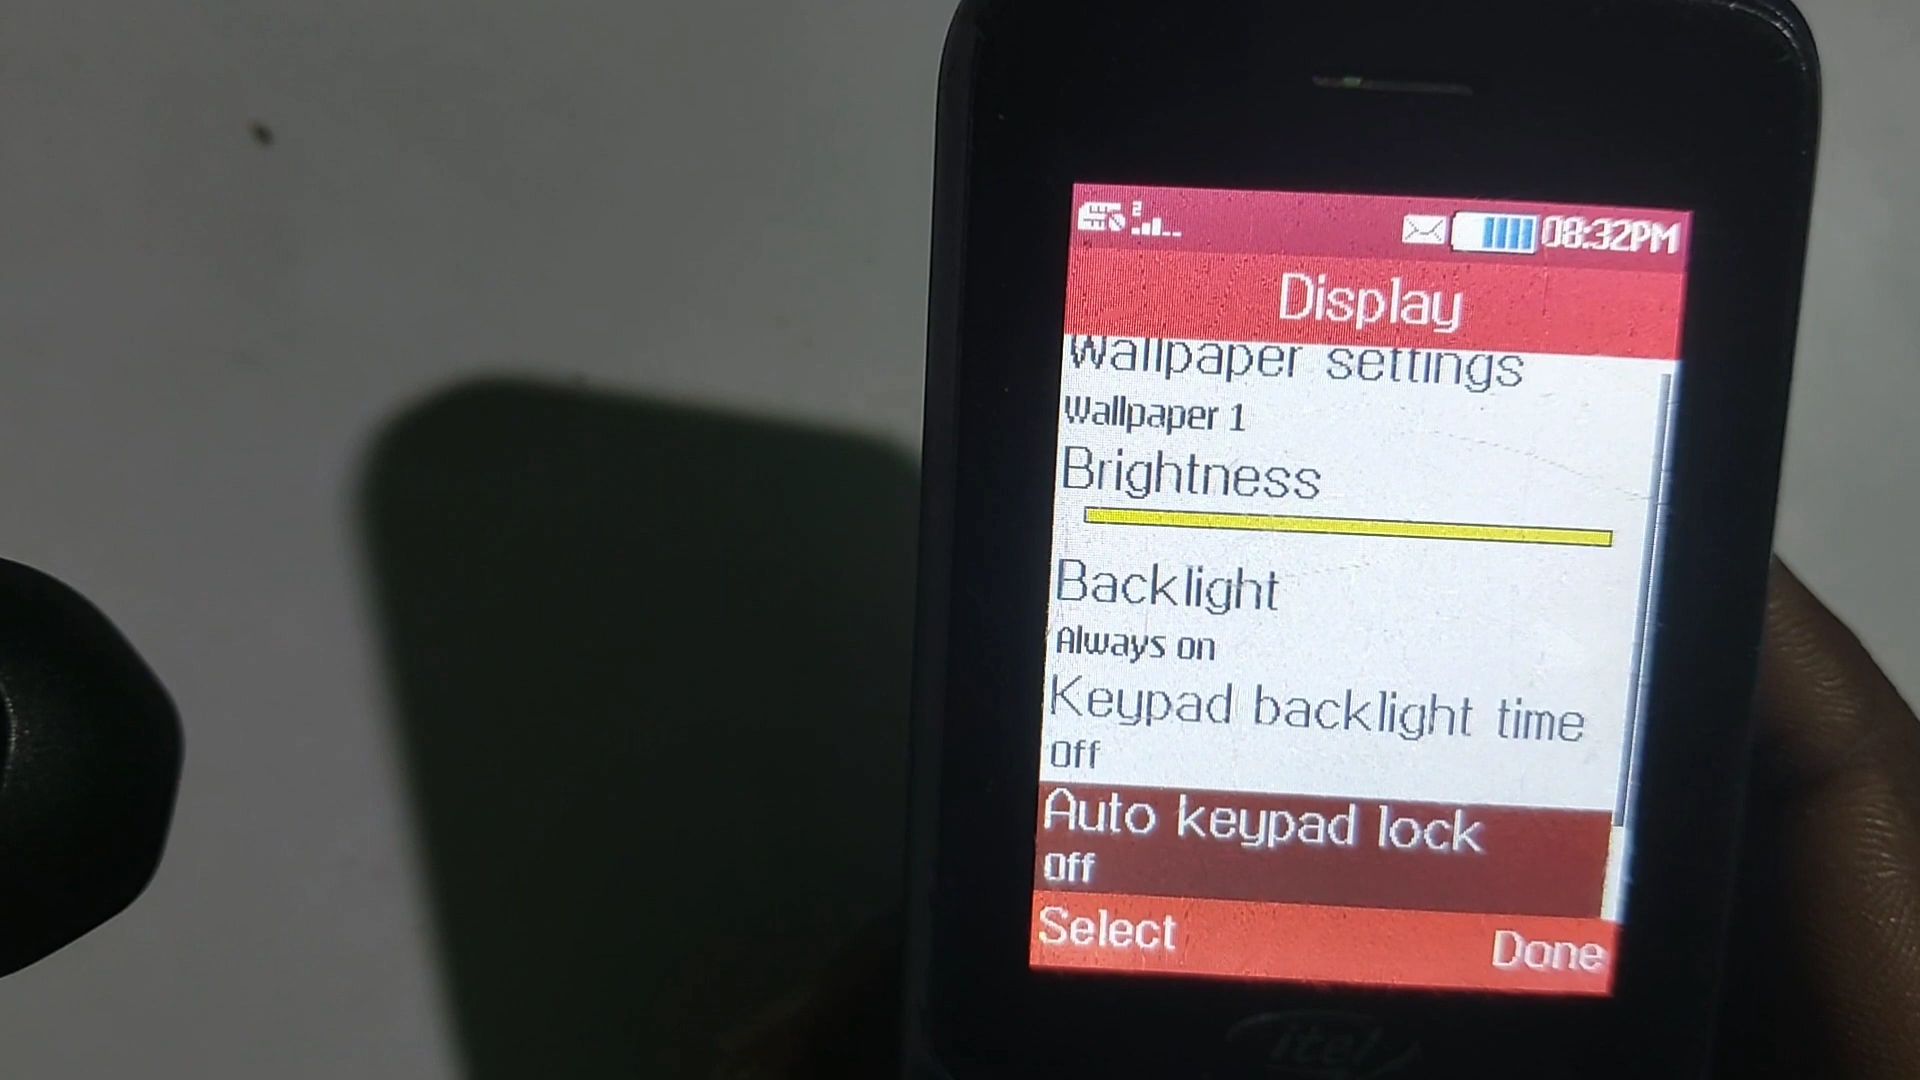 2
08:32PM
Display
Wallpaper settings
Wallpaper 1
Brightness
Backlight
Always on
Keypad backlight time
Off
Auto keypad lock
Off
Select
Done
itel